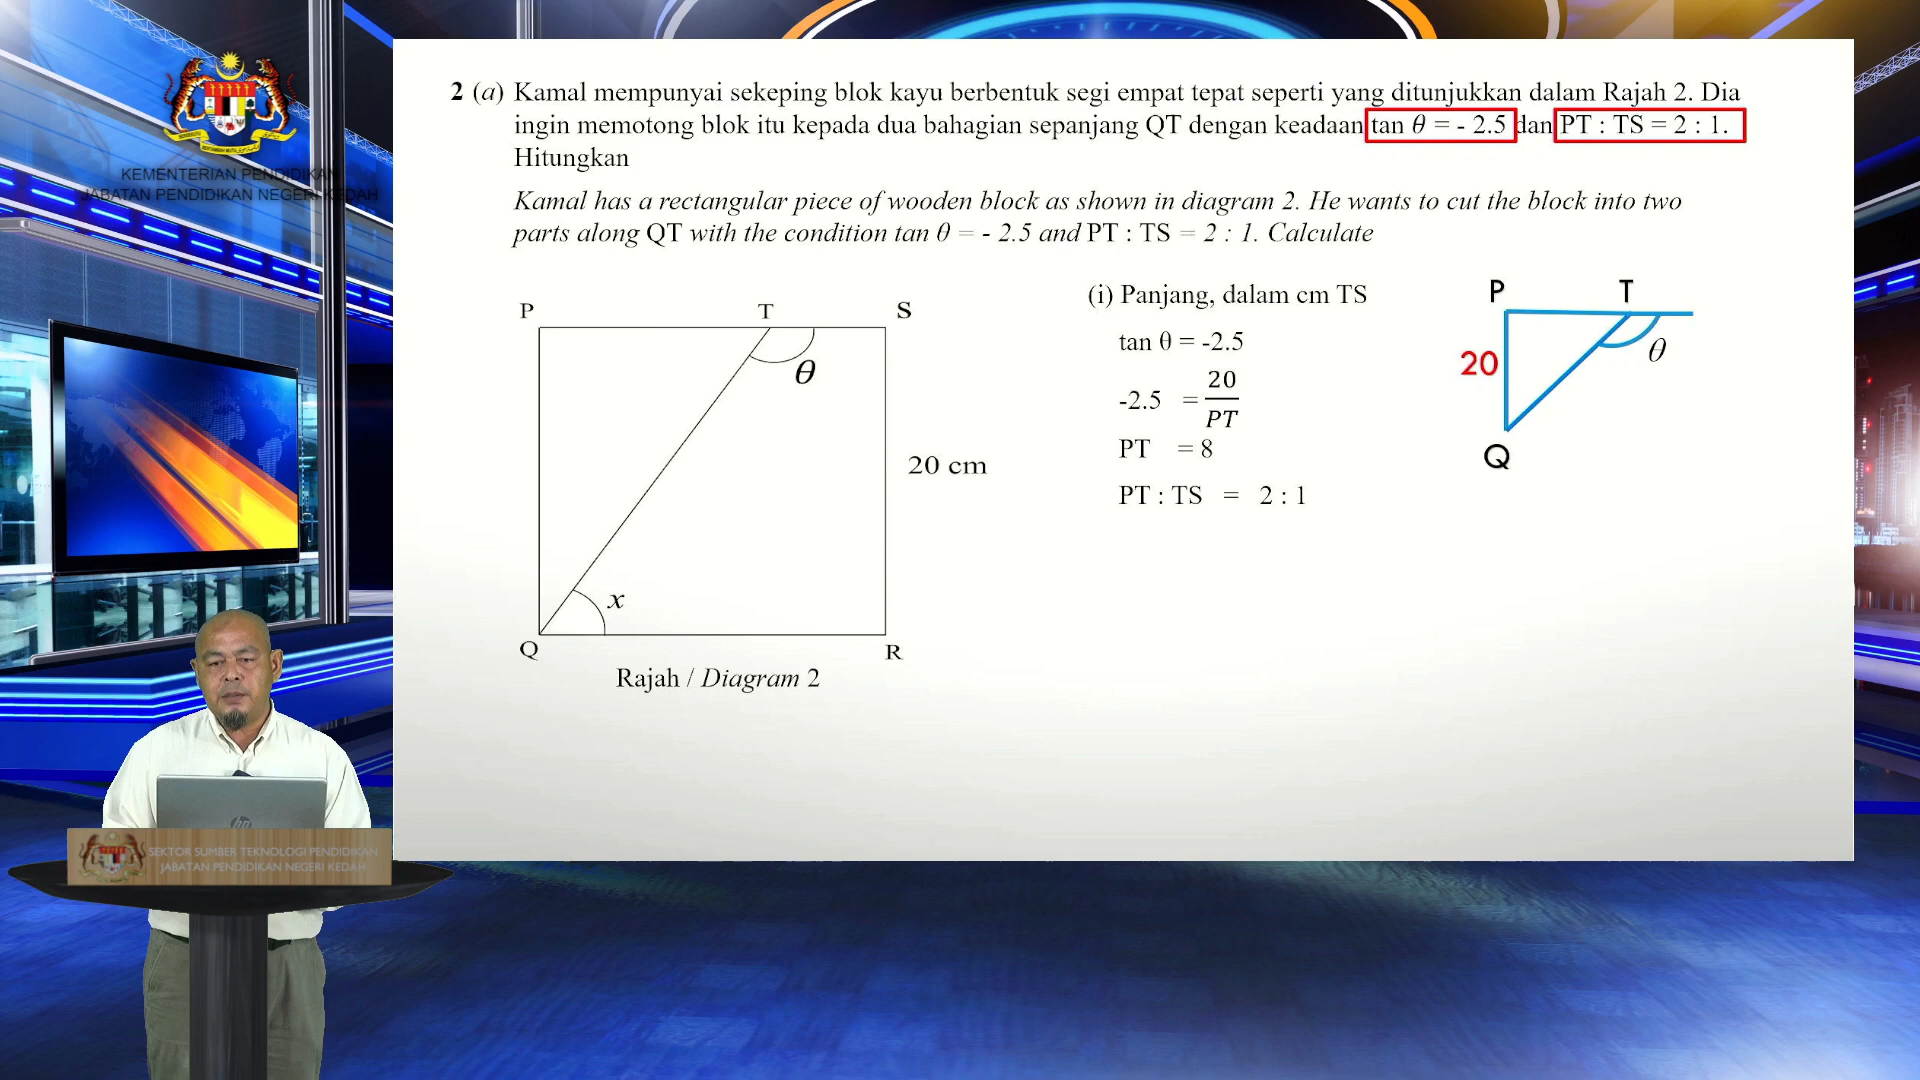 KEMENTERIAN PENDIDIKAN
JABATAN PENDIDIKAN NEGERI KEDAH
2 (a) Kamal mempunyai sekeping blok kayu berbentuk segi empat tepat seperti yang ditunjukkan dalam Rajah 2. Dia
ingin memotong blok itu kepada dua bahagian sepanjang QT dengan keadaan tan θ = - 2.5 dan PT : TS = 2 : 1.
Hitungkan
Kamal has a rectangular piece of wooden block as shown in diagram 2. He wants to cut the block into two
parts along QT with the condition tan θ = - 2.5 and PT : TS = 2 : 1. Calculate
P
T
S
θ
20 cm
x
Q
R
Rajah / Diagram 2
(i) Panjang, dalam cm TS
tan θ = -2.5
-2.5 = 20/PT
PT = 8
PT : TS = 2 : 1
P
T
20
θ
Q
hp
SEKTOR SUMBER TEKNOLOGI PENDIDIKAN
JABATAN PENDIDIKAN NEGERI KEDAH